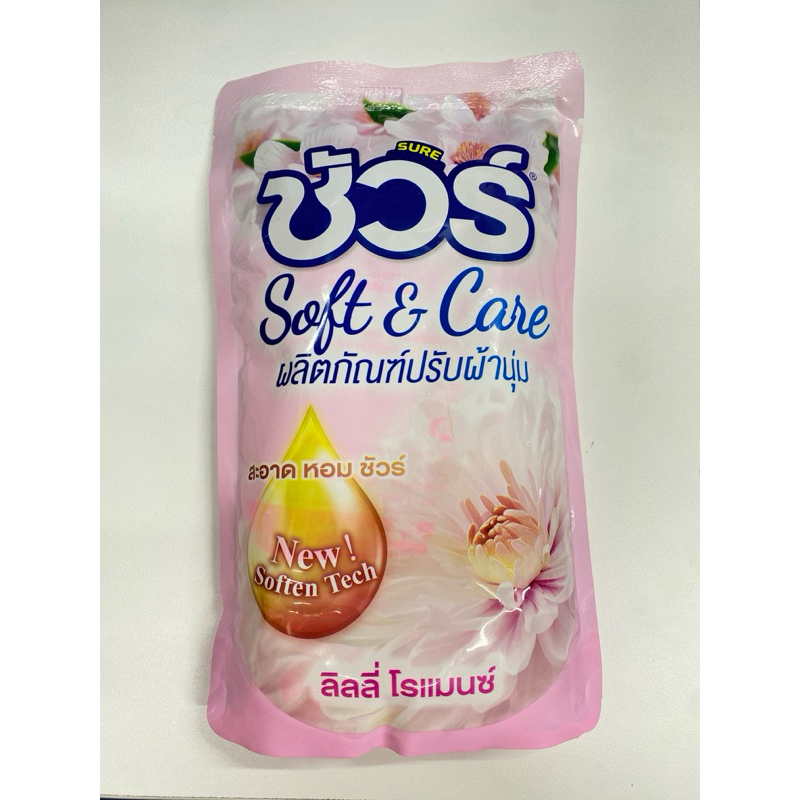 SURE
ชัวร์®
Soft & Care
ผลิตภัณฑ์ปรับผ้านุ่ม
สะอาด หอม ชัวร์
New!
Soften Tech
ลิลลี่ โรแมนซ์